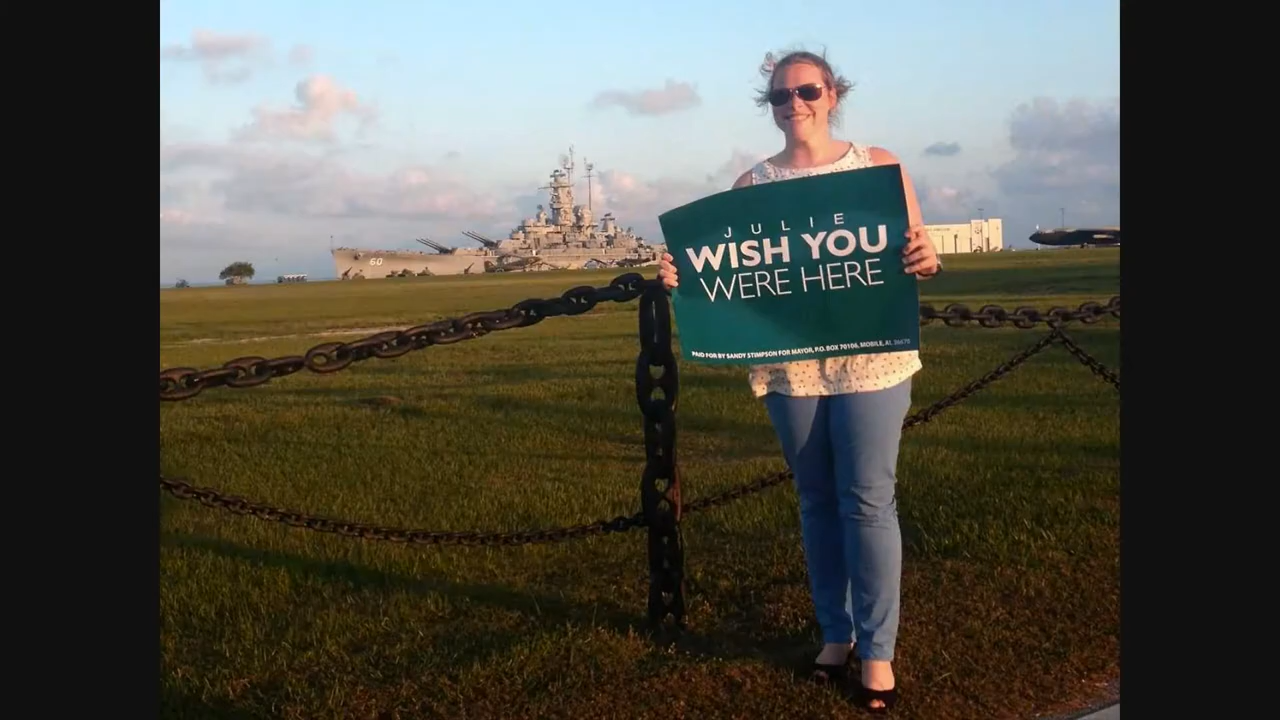 60
JULIE
WISH YOU
WERE HERE
PAID FOR BY SANDY STIMPSON FOR MAYOR, P.O. BOX 70106, MOBILE, AL 36670